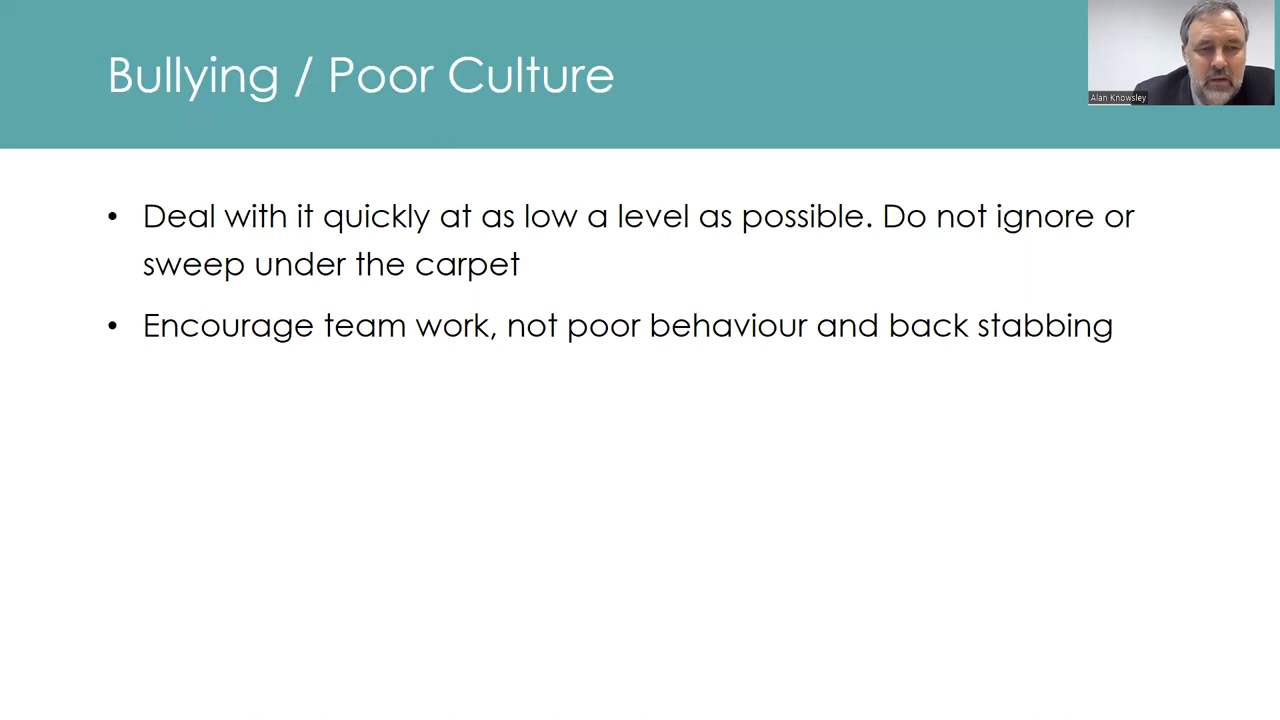 Bullying / Poor Culture
Alan Knowsley
• Deal with it quickly at as low a level as possible. Do not ignore or
sweep under the carpet
• Encourage team work, not poor behaviour and back stabbing